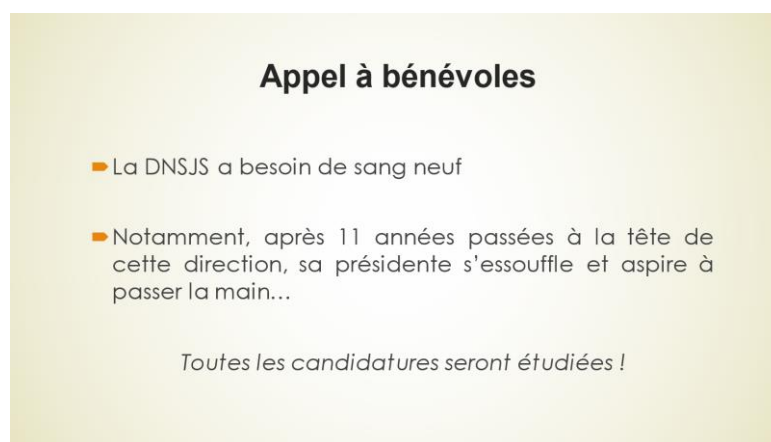 Appel à bénévoles
La DNSJS a besoin de sang neuf
Notamment, après 11 années passées à la tête de
cette direction, sa présidente s’essouffle et aspire à
passer la main…
Toutes les candidatures seront étudiées !